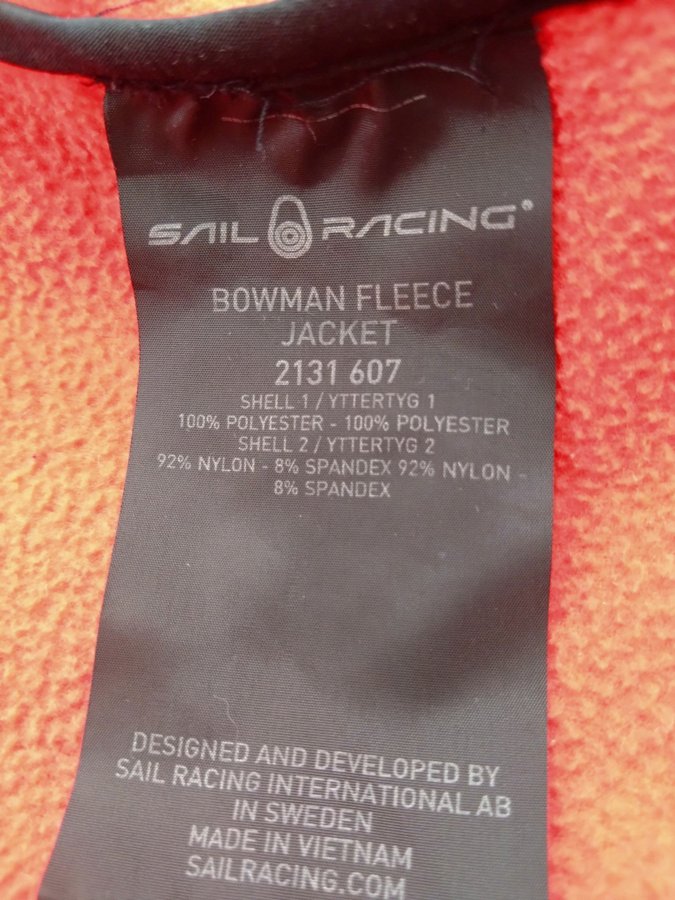 SAIL RACING®
BOWMAN FLEECE
JACKET
2131 607
SHELL 1 / YTTERTYG 1
100% POLYESTER - 100% POLYESTER
SHELL 2 / YTTERTYG 2
92% NYLON - 8% SPANDEX 92% NYLON -
8% SPANDEX
DESIGNED AND DEVELOPED BY
SAIL RACING INTERNATIONAL AB
IN SWEDEN
MADE IN VIETNAM
SAILRACING.COM